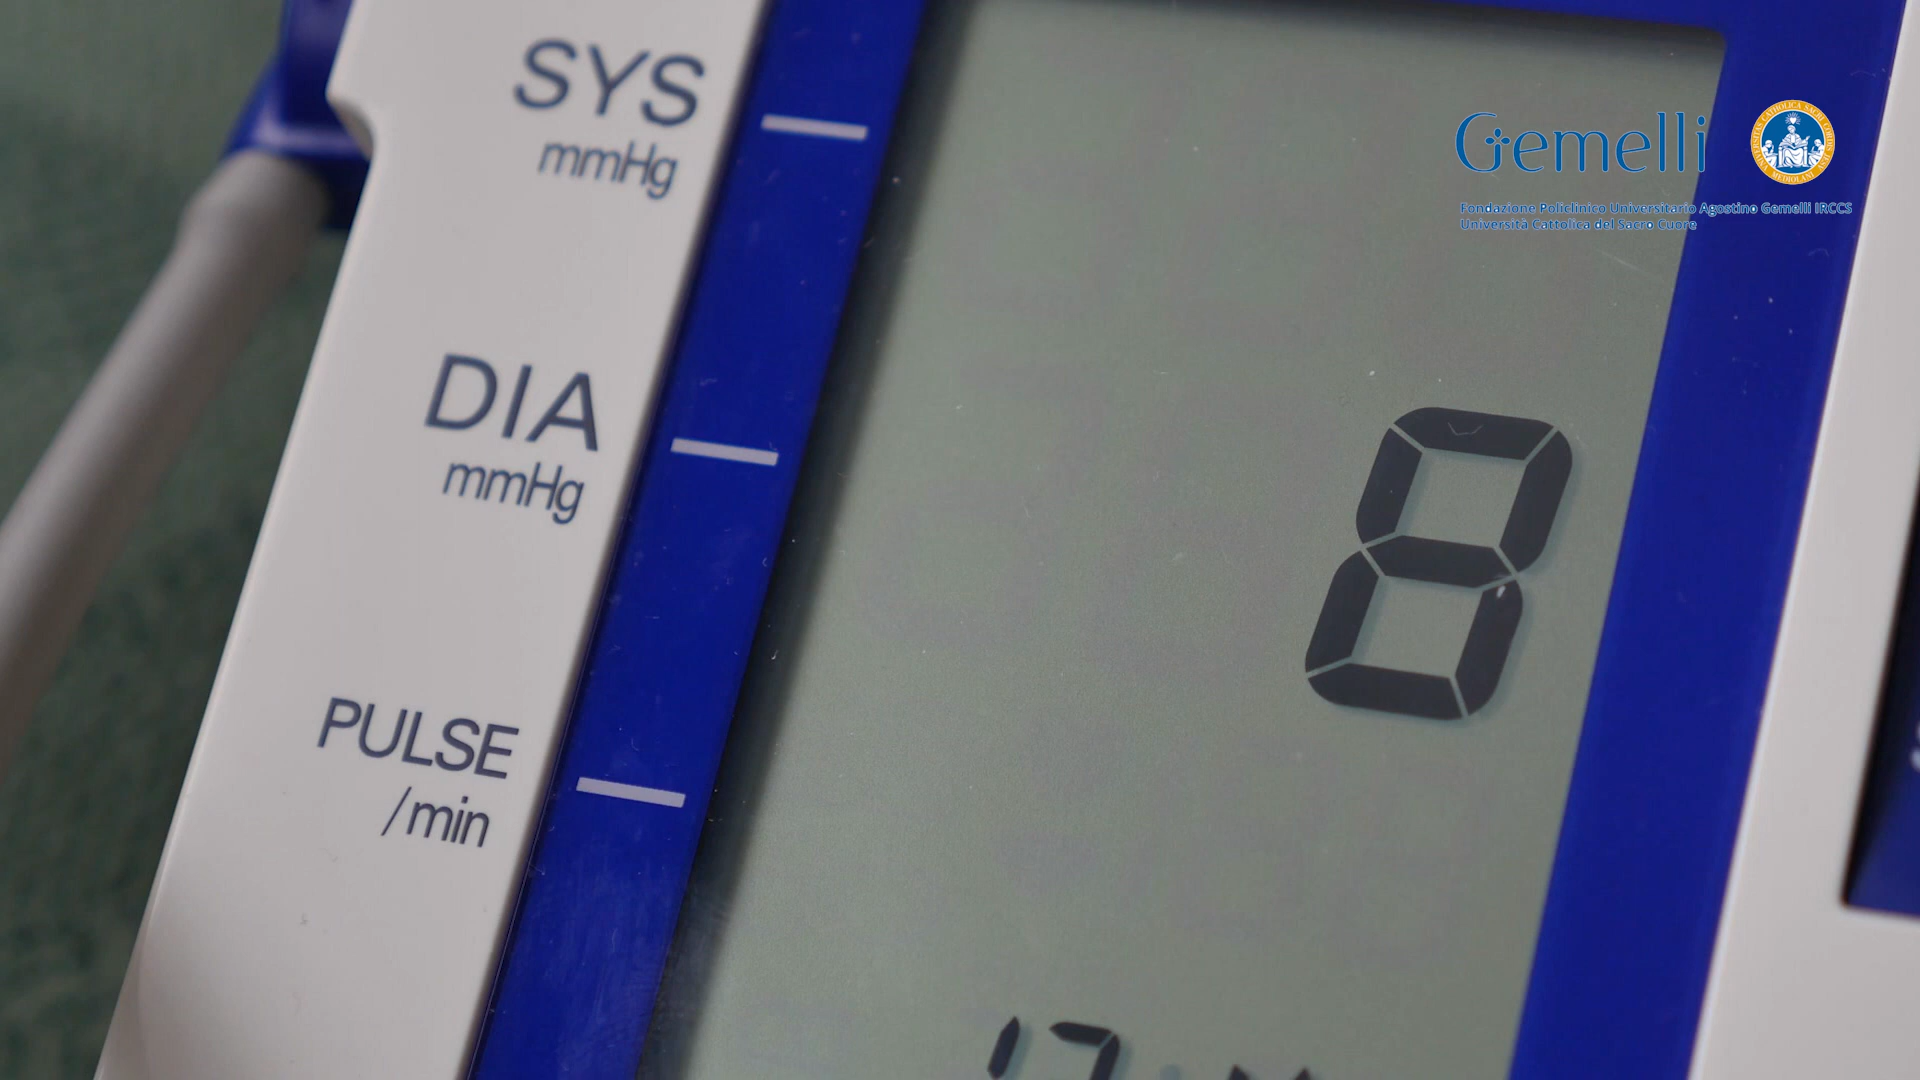 SYS
mmHg
Gemelli
Fondazione Policlinico Universitario Agostino Gemelli IRCCS
Università Cattolica del Sacro Cuore
DIA
mmHg
8
PULSE
/min